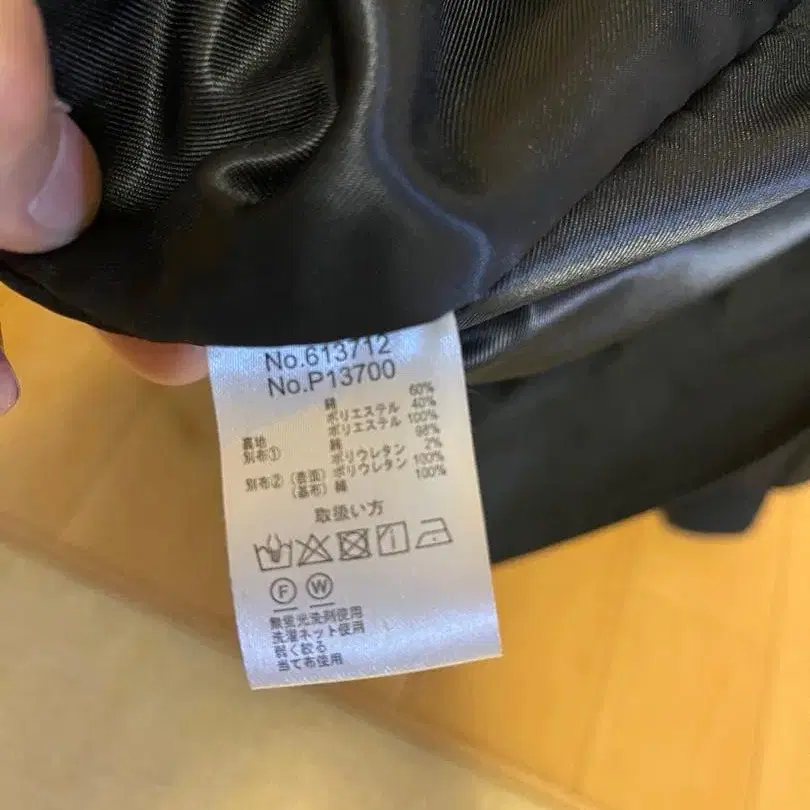 No.613712
No.P13700
綿 60%
ポリエステル 40%
裏地 ポリエステル 100%
別布① 綿 98%
ポリウレタン 2%
別布② (表面) ポリウレタン 100%
(基布) 綿 100%
取扱い方
F W
無蛍光洗剤使用
洗濯ネット使用
弱く絞る
当て布使用